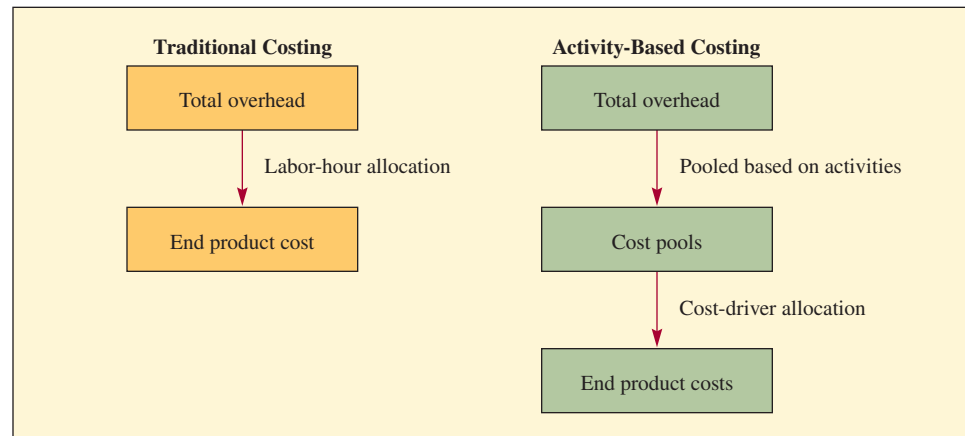 Traditional Costing
Total overhead
Labor-hour allocation
End product cost
Activity-Based Costing
Total overhead
Pooled based on activities
Cost pools
Cost-driver allocation
End product costs